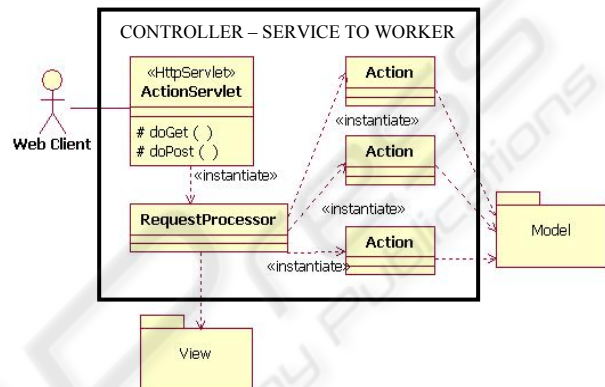 CONTROLLER – SERVICE TO WORKER
«HttpServlet»
ActionServlet
# doGet ( )
# doPost ( )
Web Client
«instantiate»
RequestProcessor
Action
«instantiate»
Action
«instantiate»
Action
«instantiate»
Model
View